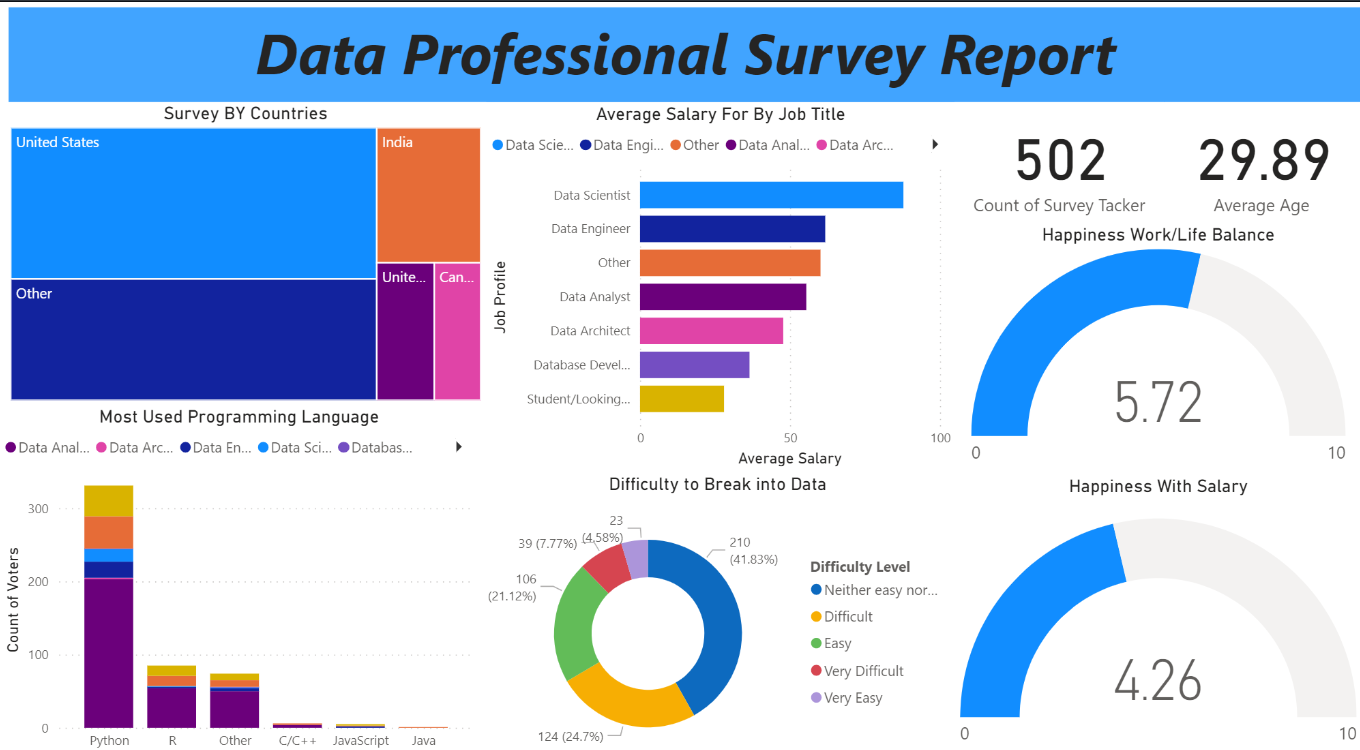 Data Professional Survey Report
Survey BY Countries
United States
India
Other
Unite...
Can...
Average Salary For By Job Title
Data Scie...
Data Engi...
Other
Data Anal...
Data Arc...
Job Profile
Data Scientist
Data Engineer
Other
Data Analyst
Data Architect
Database Devel...
Student/Looking...
0
50
100
Average Salary
502
Count of Survey Tacker
29.89
Average Age
Happiness Work/Life Balance
5.72
0
10
Most Used Programming Language
Data Anal...
Data Arc...
Data En...
Data Sci...
Databas...
Count of Voters
300
200
100
0
Python
R
Other
C/C++
JavaScript
Java
Difficulty to Break into Data
23
(4.58%)
39 (7.77%)
210
(41.83%)
106
(21.12%)
124 (24.7%)
Difficulty Level
Neither easy nor...
Difficult
Easy
Very Difficult
Very Easy
Happiness With Salary
4.26
0
10